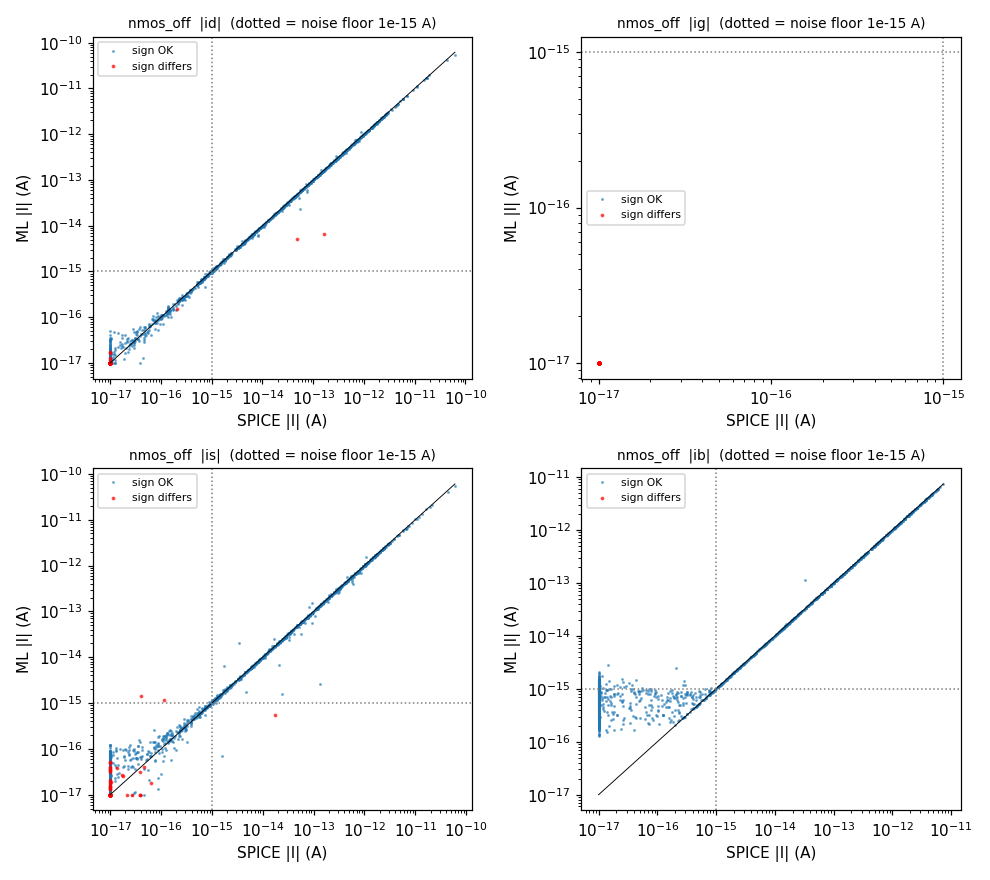 nmos_off |id| (dotted = noise floor 1e-15 A)
ML |I| (A)
10⁻¹⁰
10⁻¹¹
10⁻¹²
10⁻¹³
10⁻¹⁴
10⁻¹⁵
10⁻¹⁶
10⁻¹⁷
sign OK
sign differs
10⁻¹⁷ 10⁻¹⁶ 10⁻¹⁵ 10⁻¹⁴ 10⁻¹³ 10⁻¹² 10⁻¹¹ 10⁻¹⁰
SPICE |I| (A)
nmos_off |ig| (dotted = noise floor 1e-15 A)
ML |I| (A)
10⁻¹⁵
10⁻¹⁶
10⁻¹⁷
sign OK
sign differs
10⁻¹⁷ 10⁻¹⁶ 10⁻¹⁵
SPICE |I| (A)
nmos_off |is| (dotted = noise floor 1e-15 A)
ML |I| (A)
10⁻¹⁰
10⁻¹¹
10⁻¹²
10⁻¹³
10⁻¹⁴
10⁻¹⁵
10⁻¹⁶
10⁻¹⁷
sign OK
sign differs
10⁻¹⁷ 10⁻¹⁶ 10⁻¹⁵ 10⁻¹⁴ 10⁻¹³ 10⁻¹² 10⁻¹¹ 10⁻¹⁰
SPICE |I| (A)
nmos_off |ib| (dotted = noise floor 1e-15 A)
ML |I| (A)
10⁻¹¹
10⁻¹²
10⁻¹³
10⁻¹⁴
10⁻¹⁵
10⁻¹⁶
10⁻¹⁷
sign OK
sign differs
10⁻¹⁷ 10⁻¹⁶ 10⁻¹⁵ 10⁻¹⁴ 10⁻¹³ 10⁻¹² 10⁻¹¹
SPICE |I| (A)